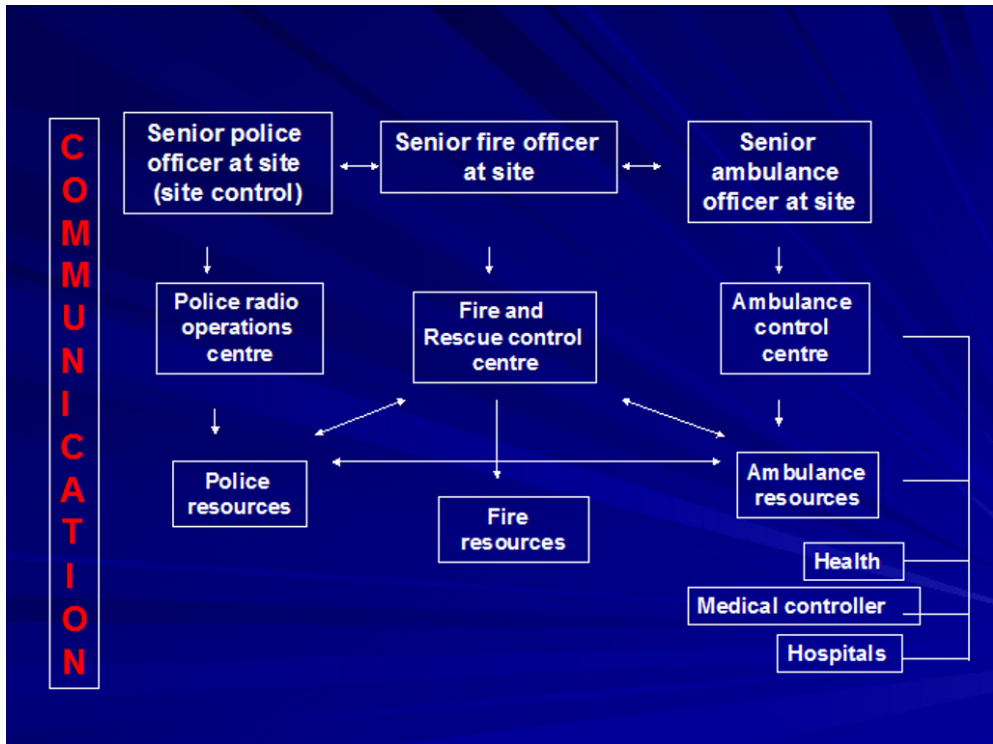 COMMUNICATION
Senior police
officer at site
(site control)
Senior fire officer
at site
Senior
ambulance
officer at site
Police radio
operations
centre
Fire and
Rescue control
centre
Ambulance
control
centre
Police
resources
Fire
resources
Ambulance
resources
Health
Medical controller
Hospitals